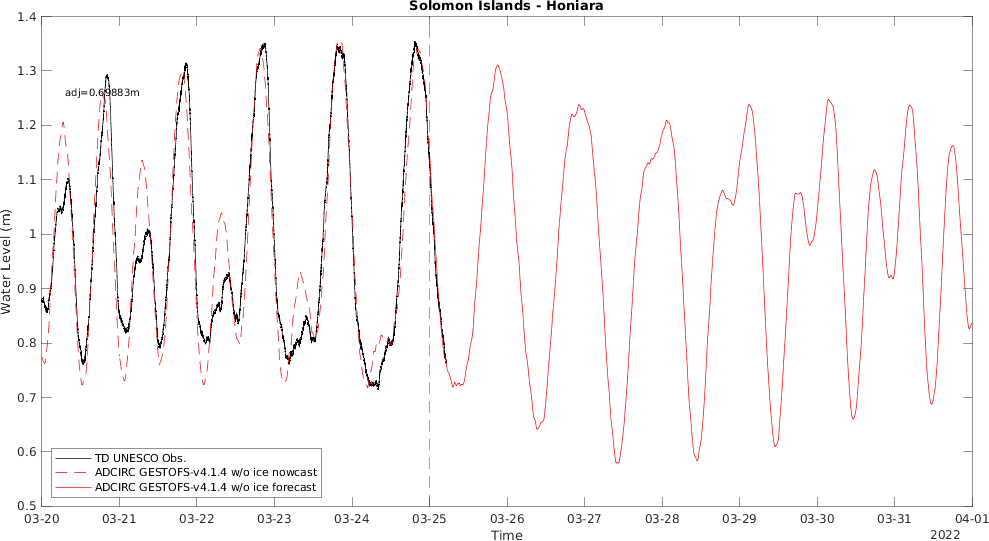 Solomon Islands - Honiara
Water Level (m)
1.4
1.3
1.2
1.1
1
0.9
0.8
0.7
0.6
0.5
adj=0.69883m
TD UNESCO Obs.
ADCIRC GESTOFS-v4.1.4 w/o ice nowcast
ADCIRC GESTOFS-v4.1.4 w/o ice forecast
03-20 03-21 03-22 03-23 03-24 03-25 03-26 03-27 03-28 03-29 03-30 03-31 04-01
Time
2022